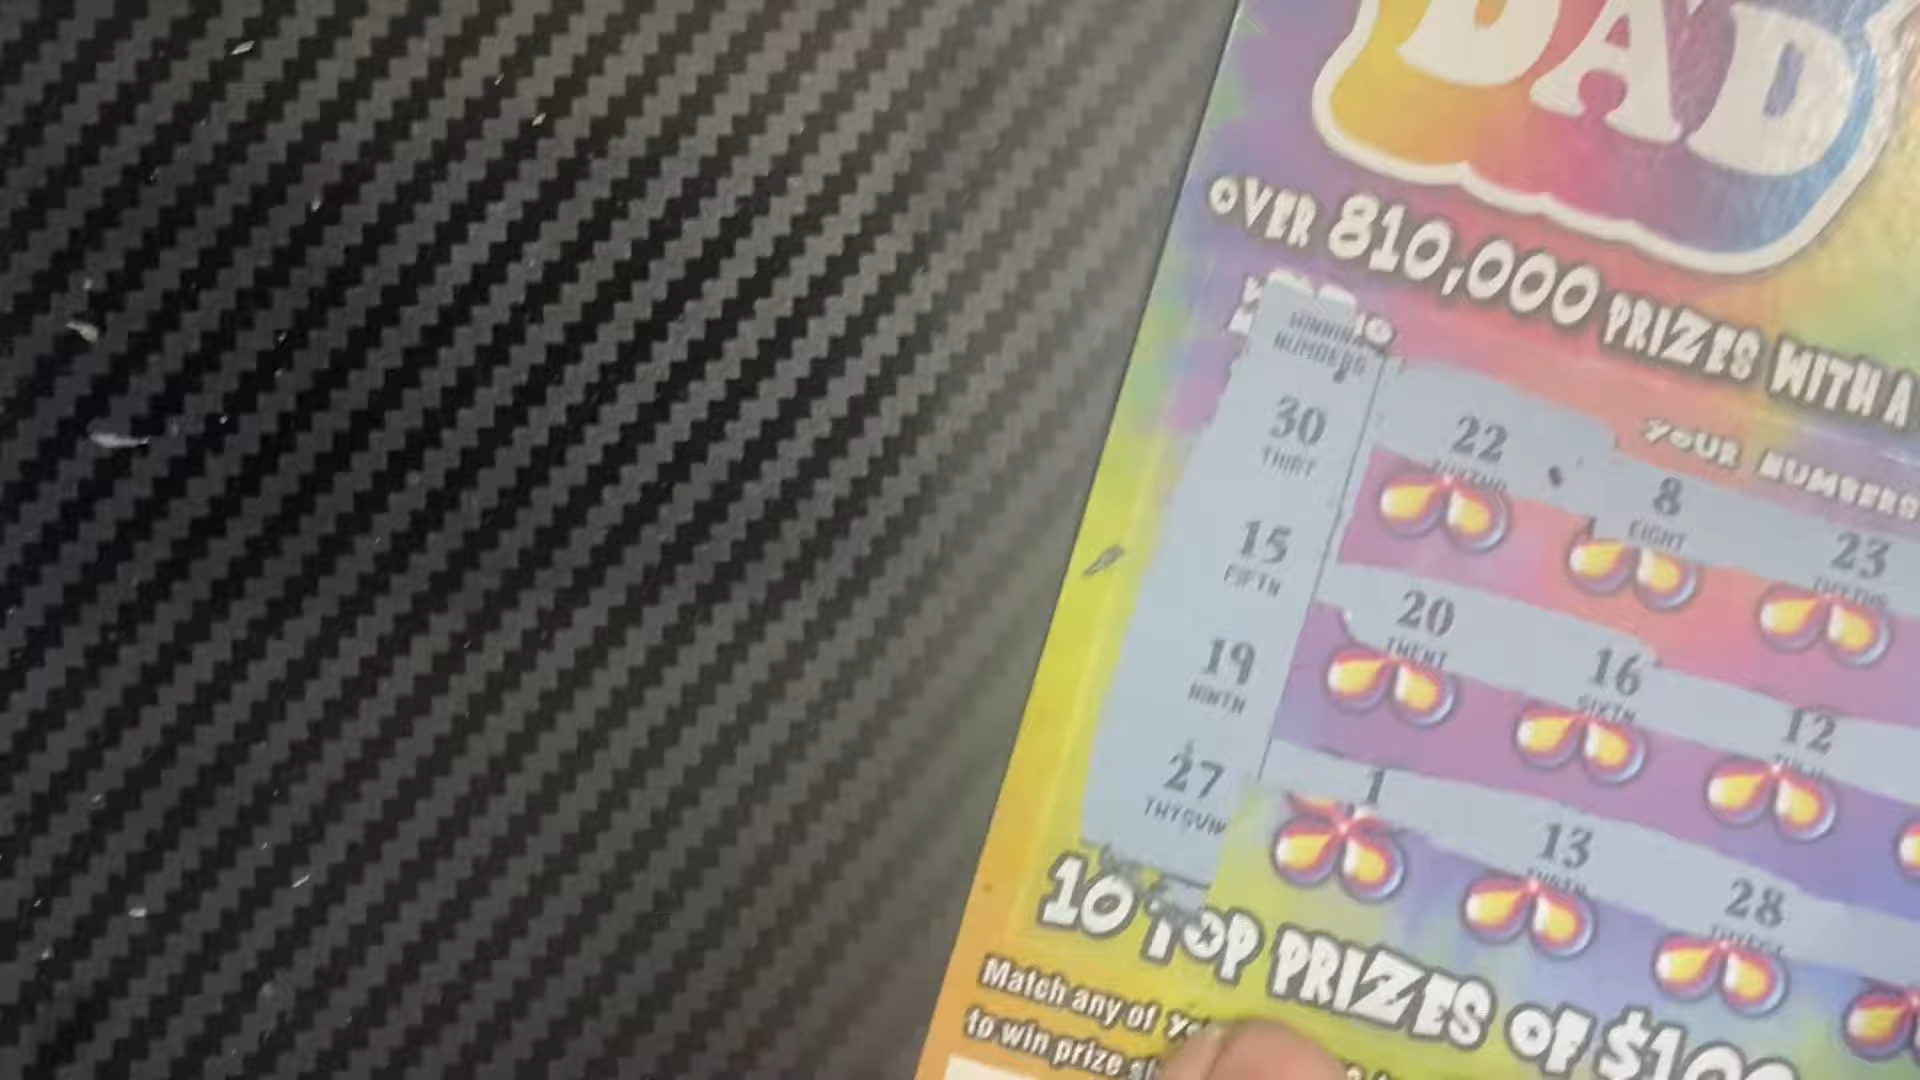 DAD
OVER 810,000 PRIZES WITH A
WINNING
NUMBERS
YOUR NUMBERS
30
THIRT
22
8
EIGHT
23
15
FIFTN
20
TWENT
16
SIXTN
12
19
NINTN
1
13
28
27
THTSVN
10 TOP PRIZES OF $100
Match any of
to win prize